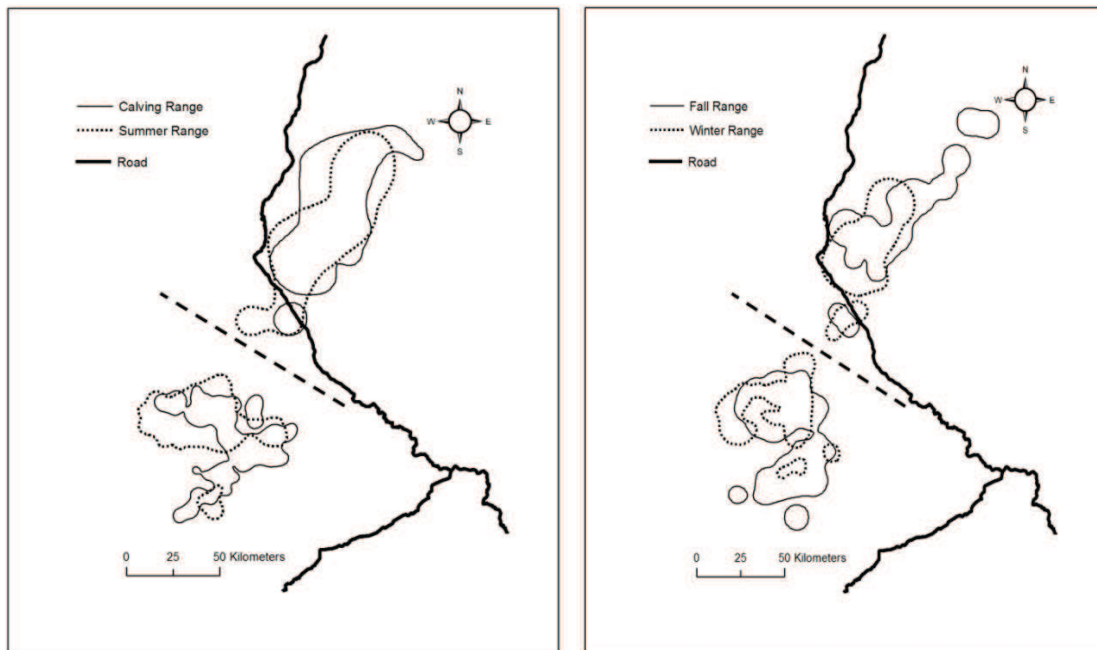 N
W E
S
Calving Range
Summer Range
Road
0 25 50 Kilometers
N
W E
S
Fall Range
Winter Range
Road
0 25 50 Kilometers